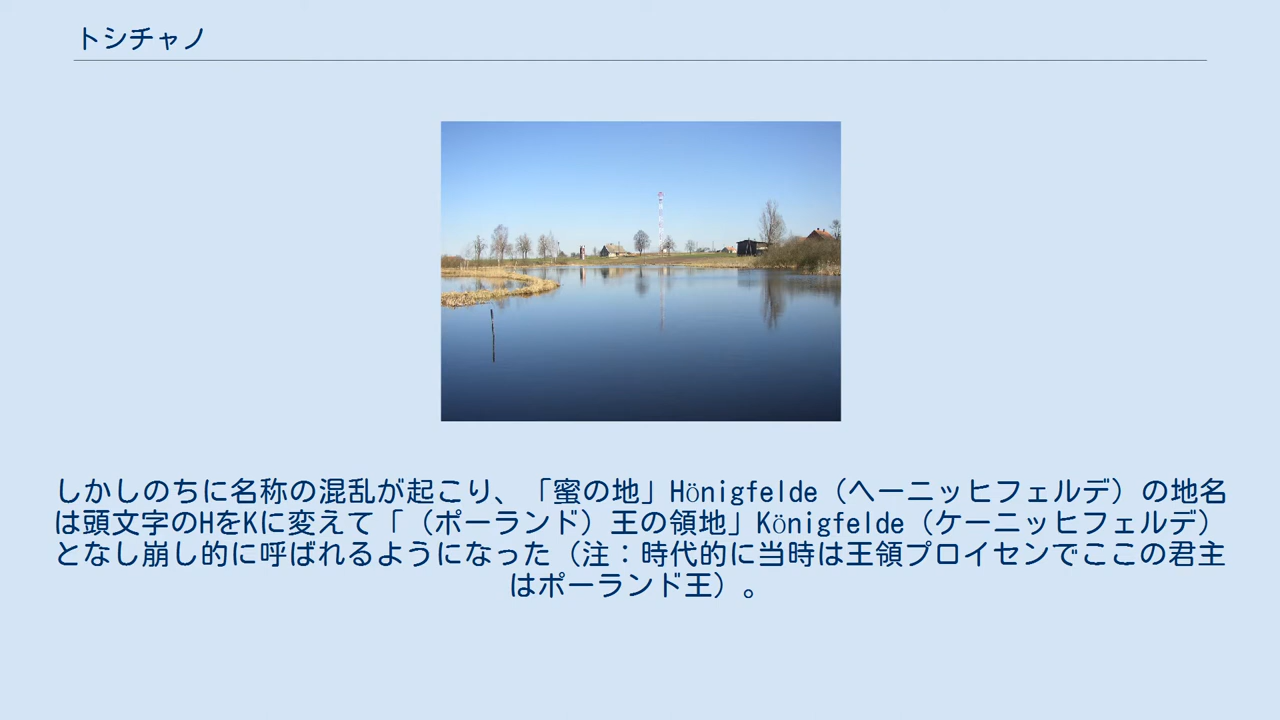 トシチャノ
しかしのちに名称の混乱が起こり、「蜜の地」Hönigfelde（ヘーニッヒフェルデ）の地名
は頭文字のHをKに変えて「（ポーランド）王の領地」Königfelde（ケーニッヒフェルデ）
となし崩し的に呼ばれるようになった（注：時代的に当時は王領プロイセンでここの君主
はポーランド王）。